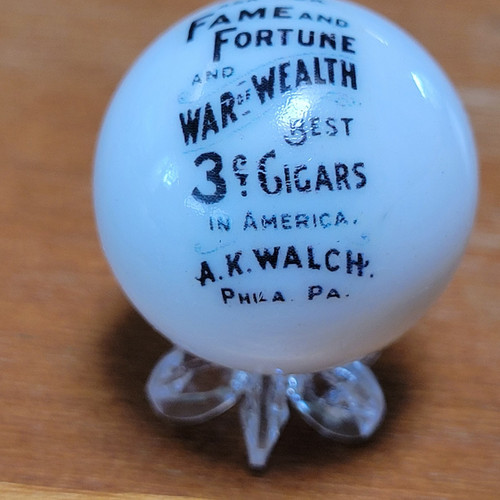 FAME AND
FORTUNE
AND
WAR OF WEALTH
BEST
3¢ CIGARS
IN AMERICA.
A.K. WALCH.
PHILA. PA.